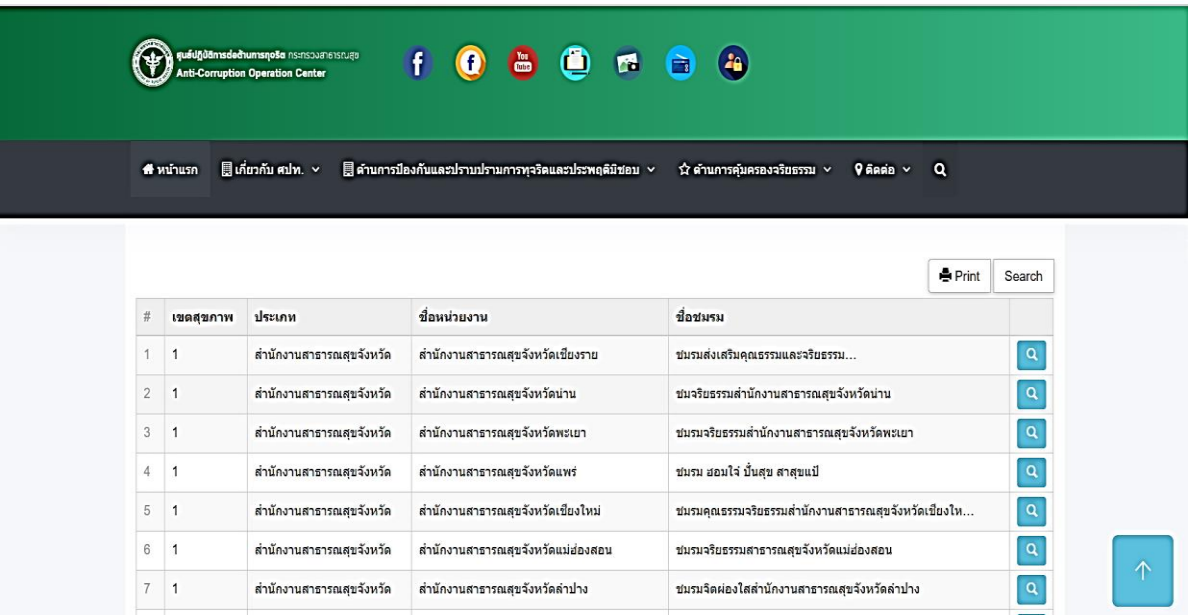 ศูนย์ปฏิบัติการต่อต้านการทุจริต กระทรวงสาธารณสุข
Anti-Corruption Operation Center
You
Tube
หน้าแรก เกี่ยวกับ ศปท. ด้านการป้องกันและปราบปรามการทุจริตและประพฤติมิชอบ ด้านการคุ้มครองจริยธรรม ติดต่อ
Print Search
# เขตสุขภาพ ประเภท ชื่อหน่วยงาน ชื่อชมรม
1 1 สำนักงานสาธารณสุขจังหวัด สำนักงานสาธารณสุขจังหวัดเชียงราย ชมรมส่งเสริมคุณธรรมและจริยธรรม...
2 1 สำนักงานสาธารณสุขจังหวัด สำนักงานสาธารณสุขจังหวัดน่าน ชมจริยธรรมสำนักงานสาธารณสุขจังหวัดน่าน
3 1 สำนักงานสาธารณสุขจังหวัด สำนักงานสาธารณสุขจังหวัดพะเยา ชมรมจริยธรรมสำนักงานสาธารณสุขจังหวัดพะเยา
4 1 สำนักงานสาธารณสุขจังหวัด สำนักงานสาธารณสุขจังหวัดแพร่ ชมรม ฮอมใจ๋ ปั๋นสุข สาสุขแป้
5 1 สำนักงานสาธารณสุขจังหวัด สำนักงานสาธารณสุขจังหวัดเชียงใหม่ ชมรมคุณธรรมจริยธรรมสำนักงานสาธารณสุขจังหวัดเชียงให...
6 1 สำนักงานสาธารณสุขจังหวัด สำนักงานสาธารณสุขจังหวัดแม่ฮ่องสอน ชมรมจริยธรรมสาธารณสุขจังหวัดแม่ฮ่องสอน
7 1 สำนักงานสาธารณสุขจังหวัด สำนักงานสาธารณสุขจังหวัดลำปาง ชมรมจิตผ่องใสสำนักงานสาธารณสุขจังหวัดลำปาง